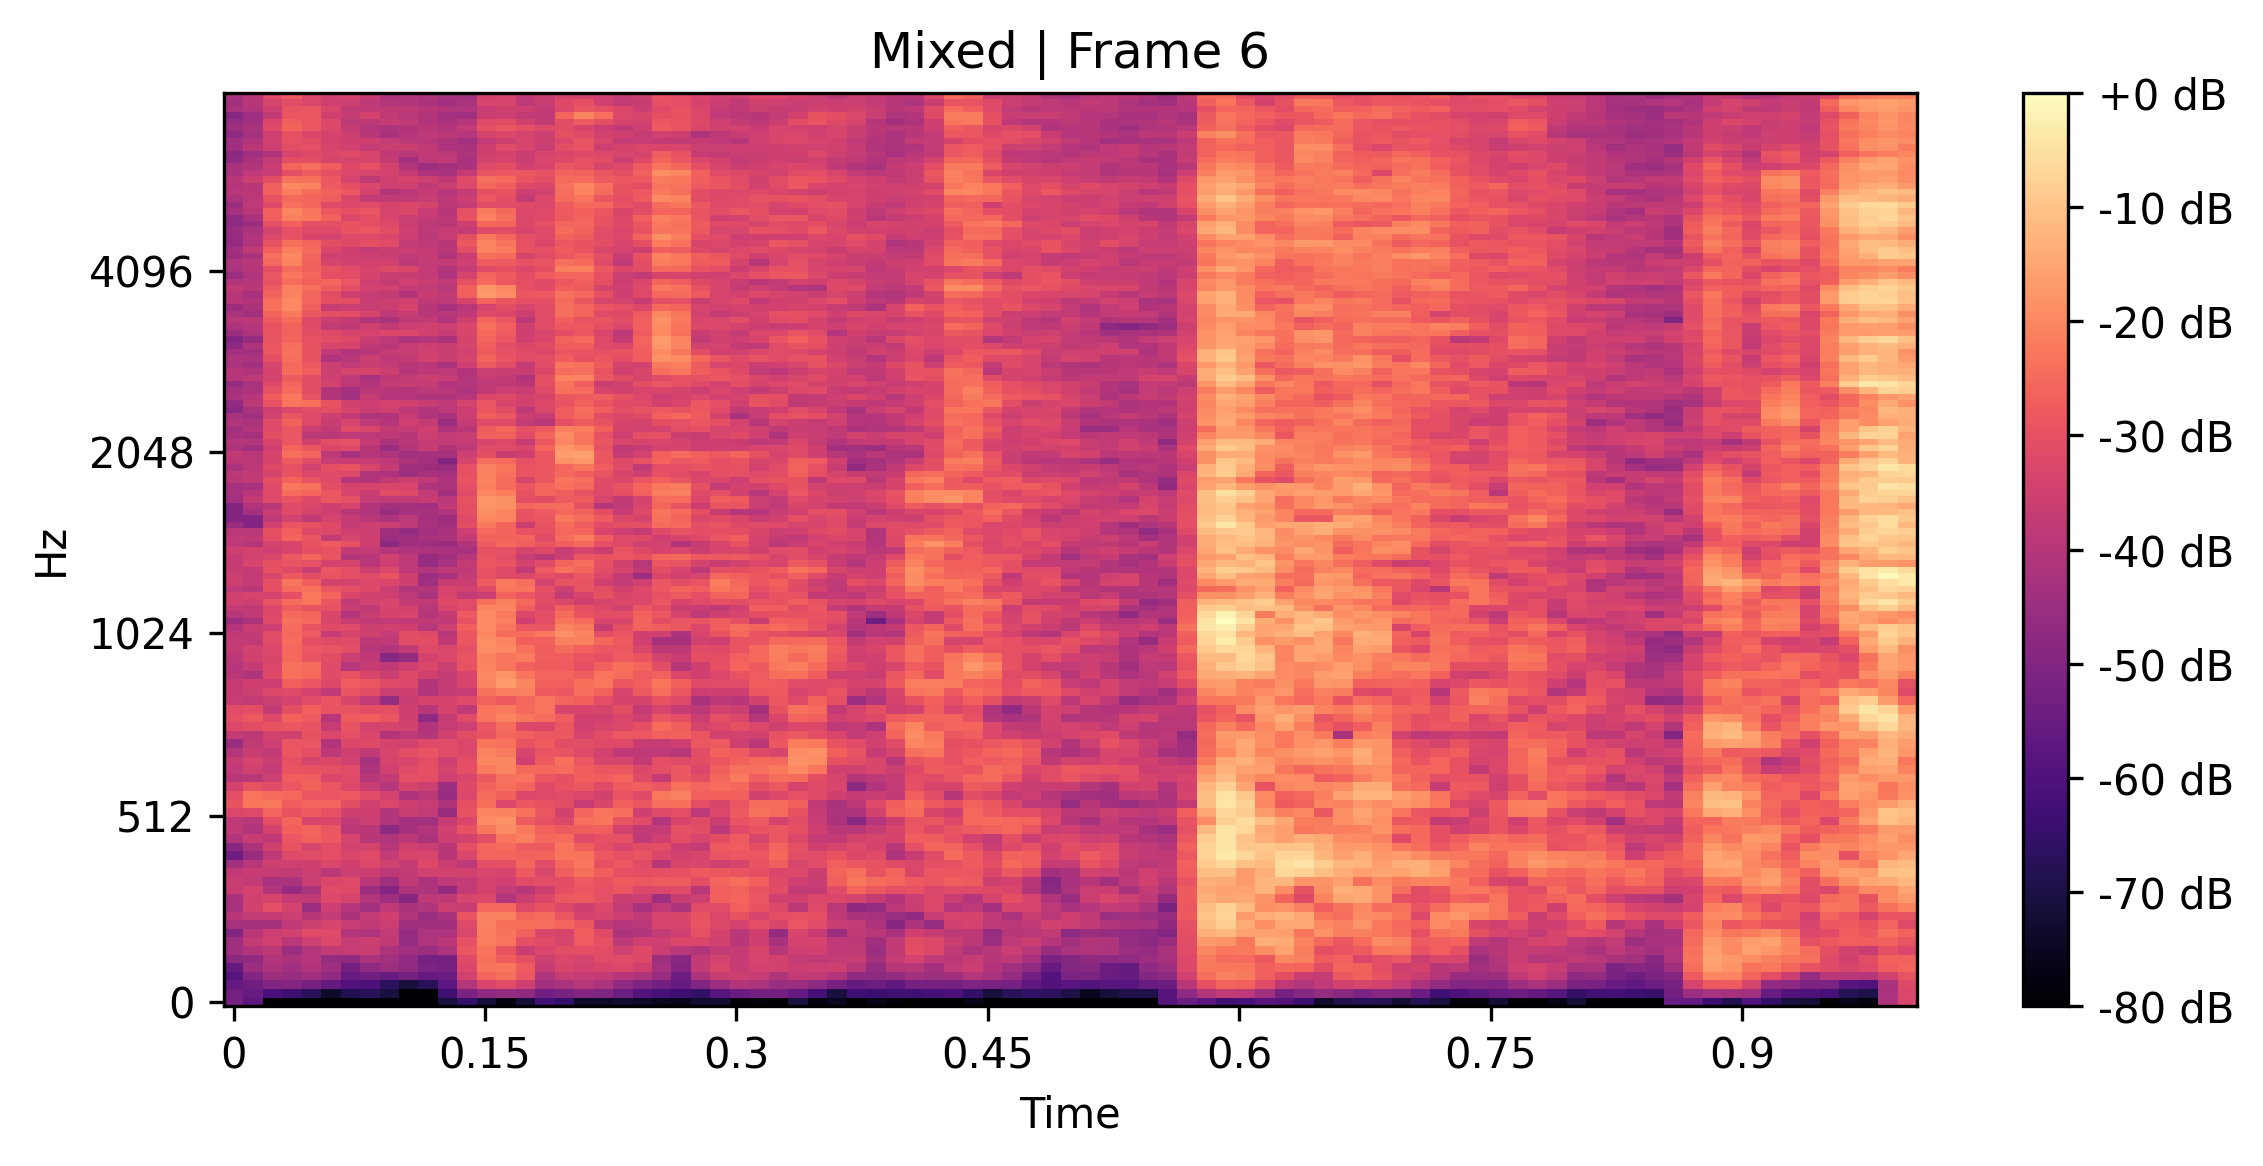 Mixed | Frame 6
+0 dB
-10 dB
-20 dB
-30 dB
-40 dB
-50 dB
-60 dB
-70 dB
-80 dB
4096
2048
1024
512
0
Hz
0 0.15 0.3 0.45 0.6 0.75 0.9
Time